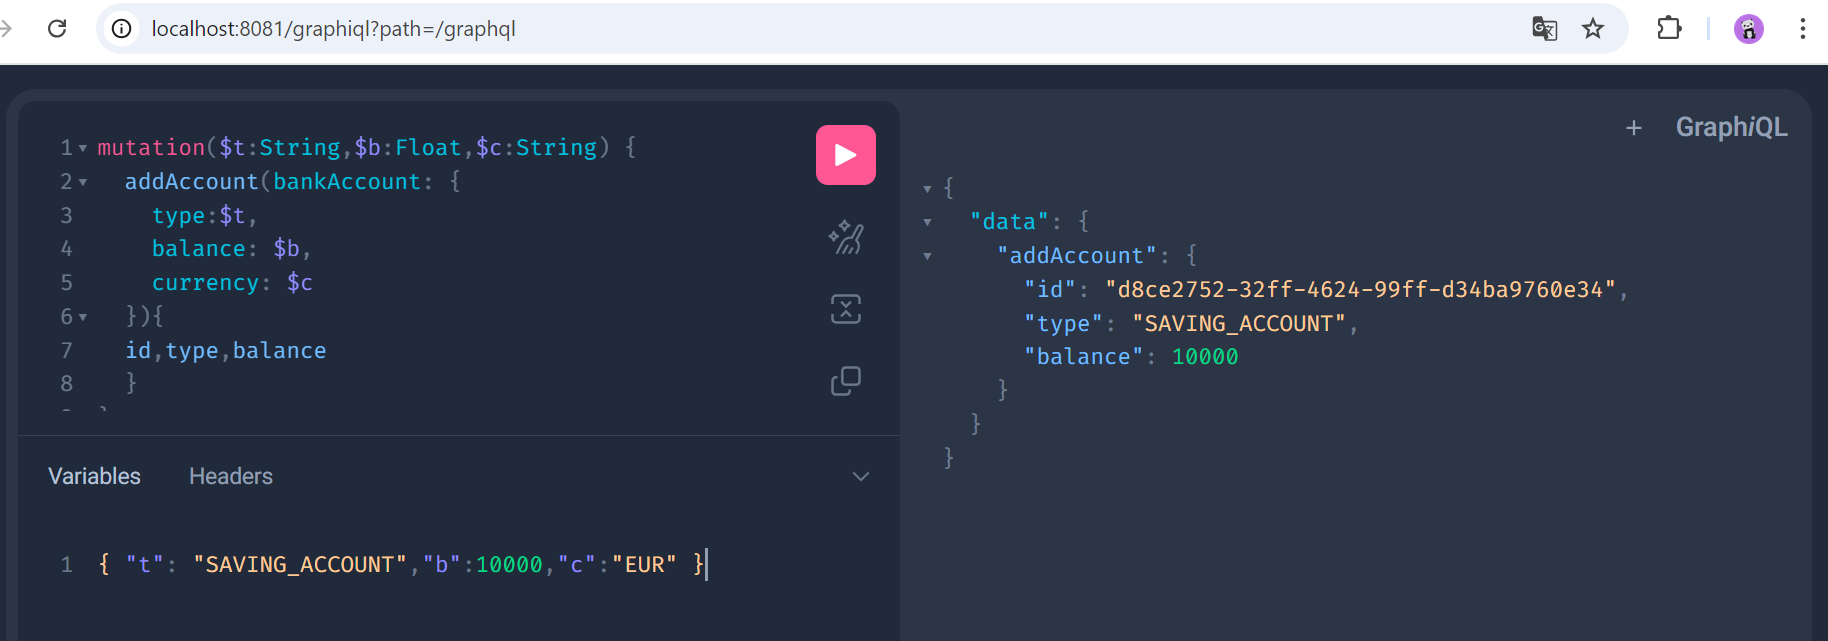 localhost:8081/graphiql?path=/graphql
1 mutation($t:String,$b:Float,$c:String) {
2 addAccount(bankAccount: {
3 type:$t,
4 balance: $b,
5 currency: $c
6 }){
7 id,type,balance
8 }
}
Variables Headers
1 { "t": "SAVING_ACCOUNT","b":10000,"c":"EUR" }
+ GraphiQL
{
"data": {
"addAccount": {
"id": "d8ce2752-32ff-4624-99ff-d34ba9760e34",
"type": "SAVING_ACCOUNT",
"balance": 10000
}
}
}